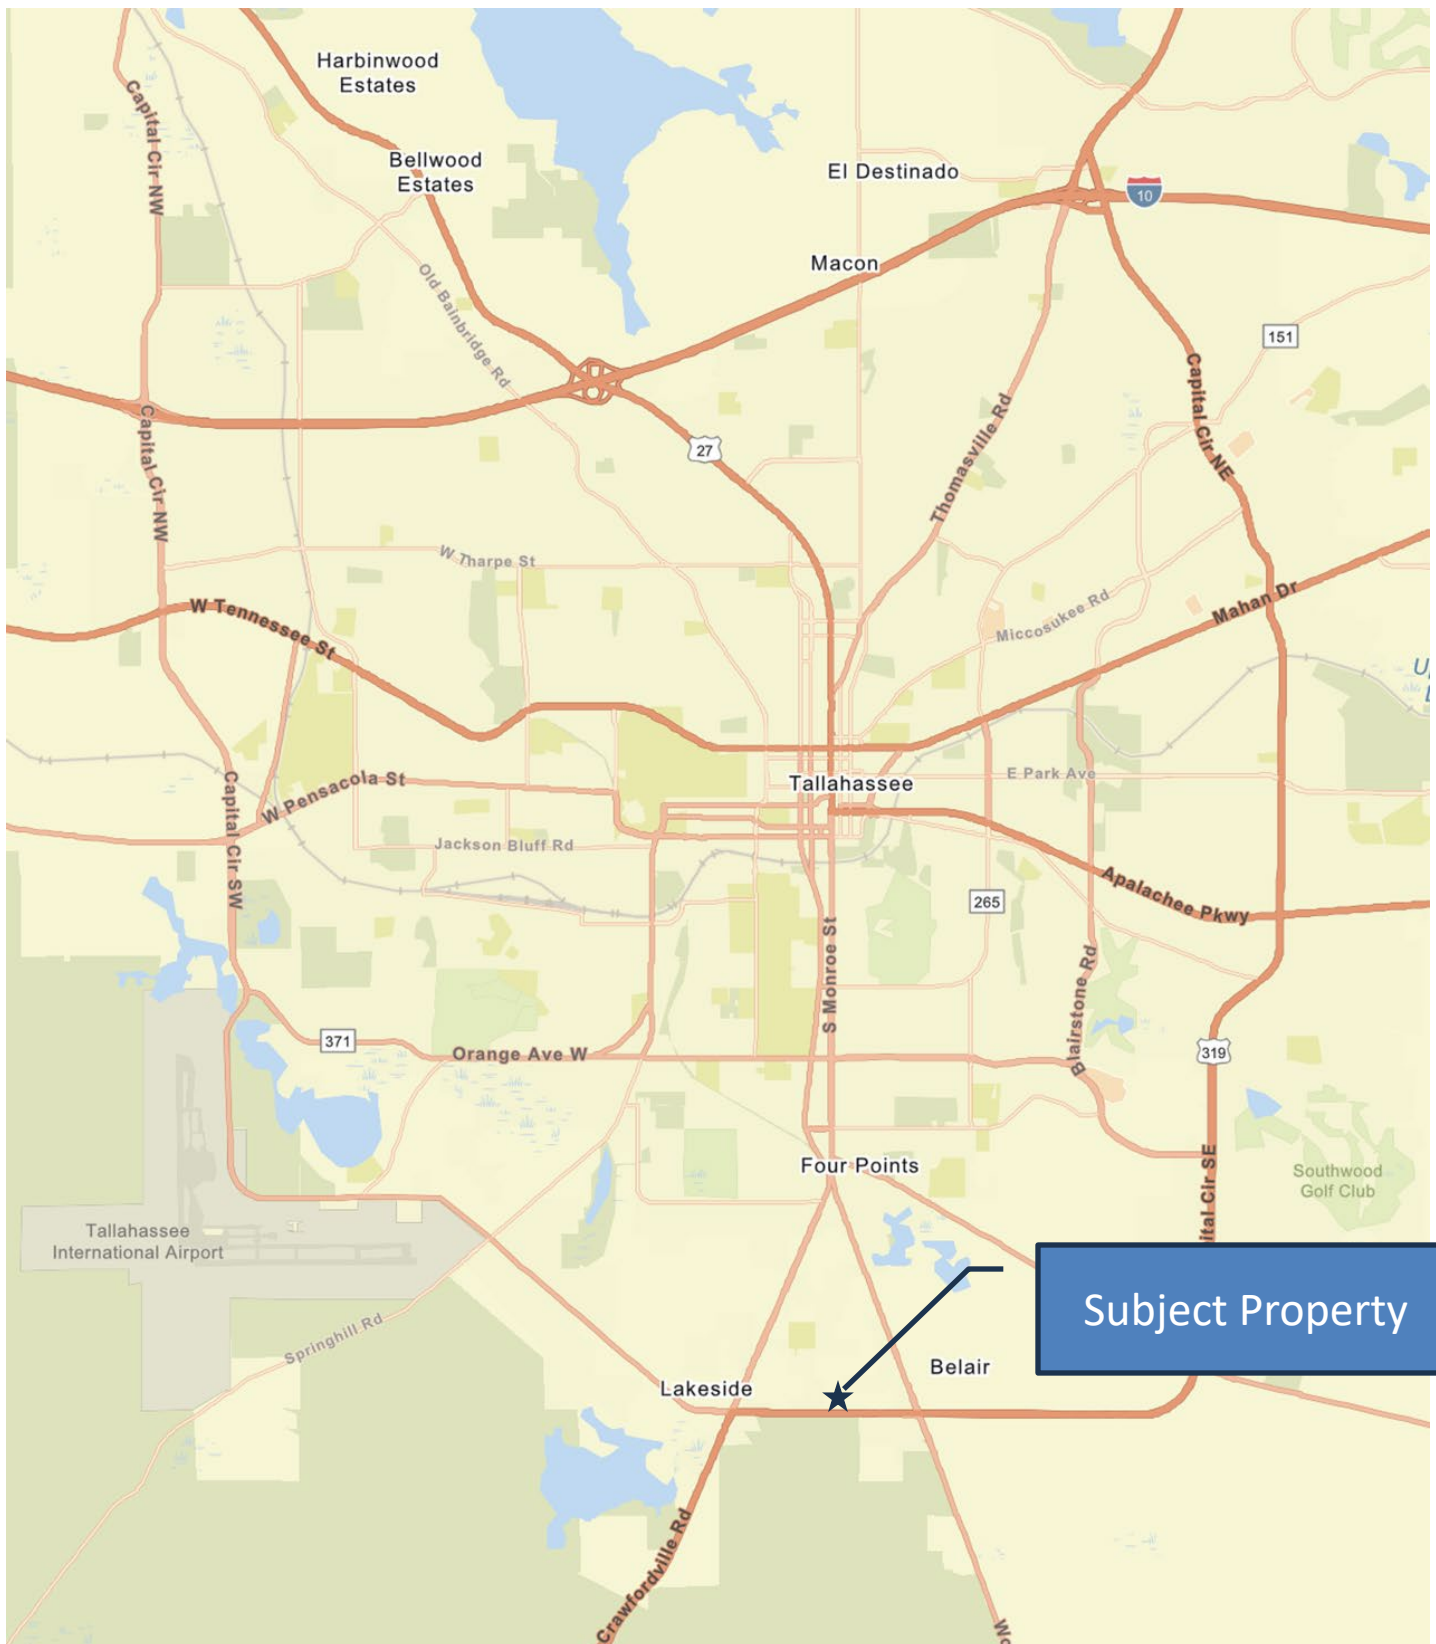 Harbinwood
Estates
Capital Cir NW
Bellwood
Estates
El Destinado
10
Macon
Old Bainbridge Rd
151
Capital Cir NE
Thomasville Rd
Capital Cir NW
27
W Tharpe St
W Tennessee St
Miccosukee Rd
Mahan Dr
W Pensacola St
Tallahassee
E Park Ave
Capital Cir SW
Jackson Bluff Rd
Apalachee Pkwy
265
S Monroe St
Blairstone Rd
371
Orange Ave W
319
Four Points
Southwood
Golf Club
ital Cir SE
Tallahassee
International Airport
Subject Property
Springhill Rd
Belair
Lakeside
Crawfordville Rd